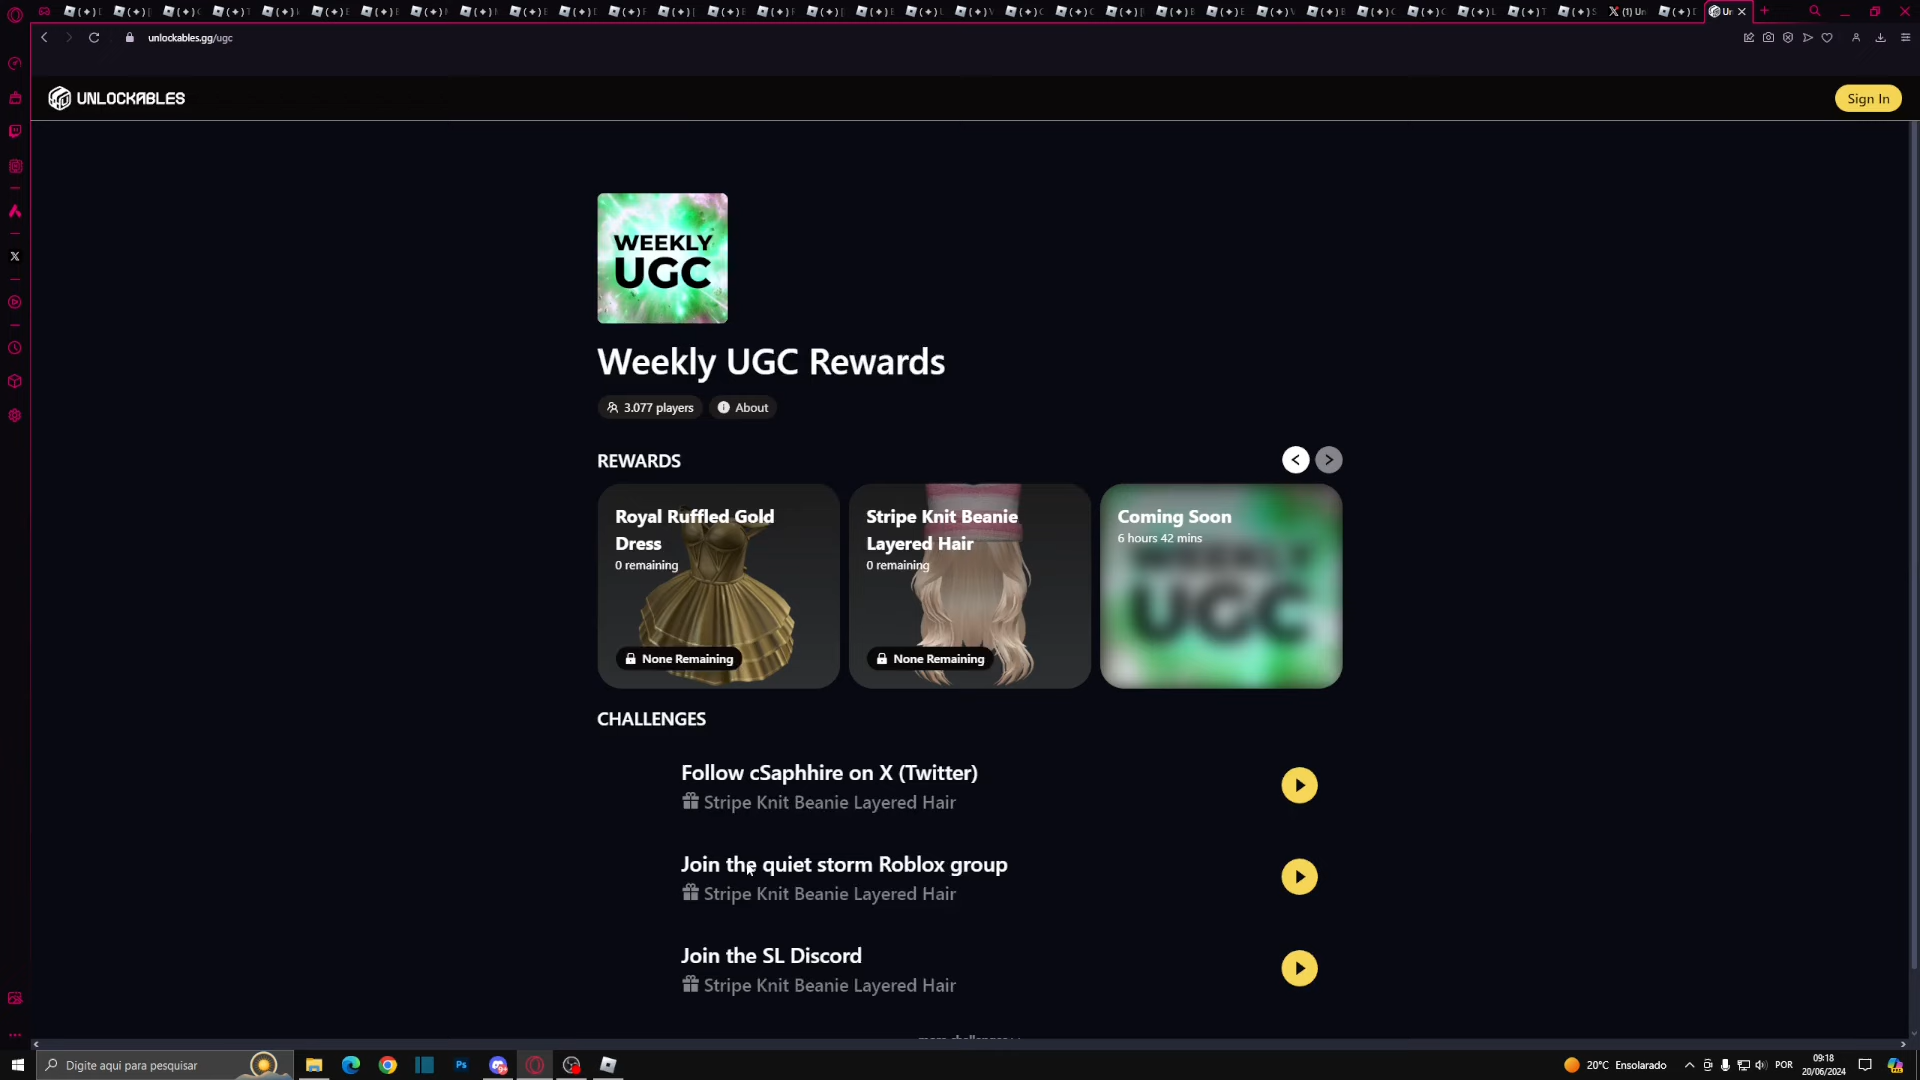 unlockables.gg/ugc
UNLOCKABLES
Sign In
WEEKLY
UGC
Weekly UGC Rewards
3.077 players
About
REWARDS
Royal Ruffled Gold
Dress
0 remaining
None Remaining
Stripe Knit Beanie
Layered Hair
0 remaining
None Remaining
Coming Soon
6 hours 42 mins
CHALLENGES
Follow cSaphhire on X (Twitter)
Stripe Knit Beanie Layered Hair
Join the quiet storm Roblox group
Stripe Knit Beanie Layered Hair
Join the SL Discord
Stripe Knit Beanie Layered Hair
Digite aqui para pesquisar
Ps
20°C Ensolarado
POR
09:18
20/06/2024